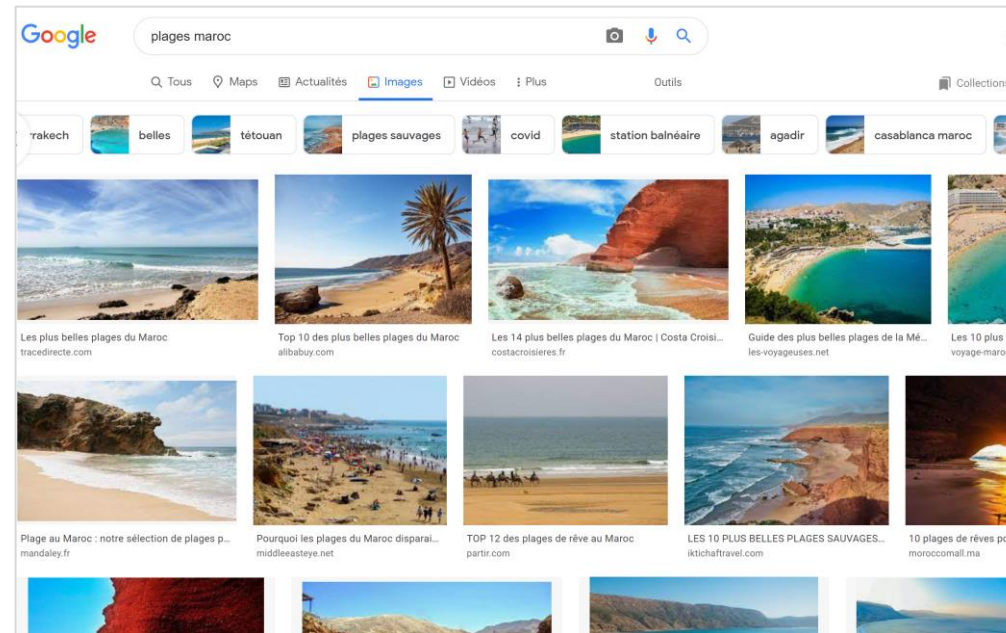 Google
plages maroc
Tous Maps Actualités Images Vidéos Plus Outils Collections
rrakech belles tétouan plages sauvages covid station balnéaire agadir casablanca maroc
Les plus belles plages du Maroc
tracedirecte.com
Top 10 des plus belles plages du Maroc
alibabuy.com
Les 14 plus belles plages du Maroc | Costa Croisi...
costacroisieres.fr
Guide des plus belles plages de la Mé...
les-voyageuses.net
Les 10 plus
voyage-maro
Plage au Maroc : notre sélection de plages p...
mandaley.fr
Pourquoi les plages du Maroc disparai...
middleeasteye.net
TOP 12 des plages de rêve au Maroc
partir.com
LES 10 PLUS BELLES PLAGES SAUVAGES...
iktichaftravel.com
10 plages de rêves po
moroccomall.ma